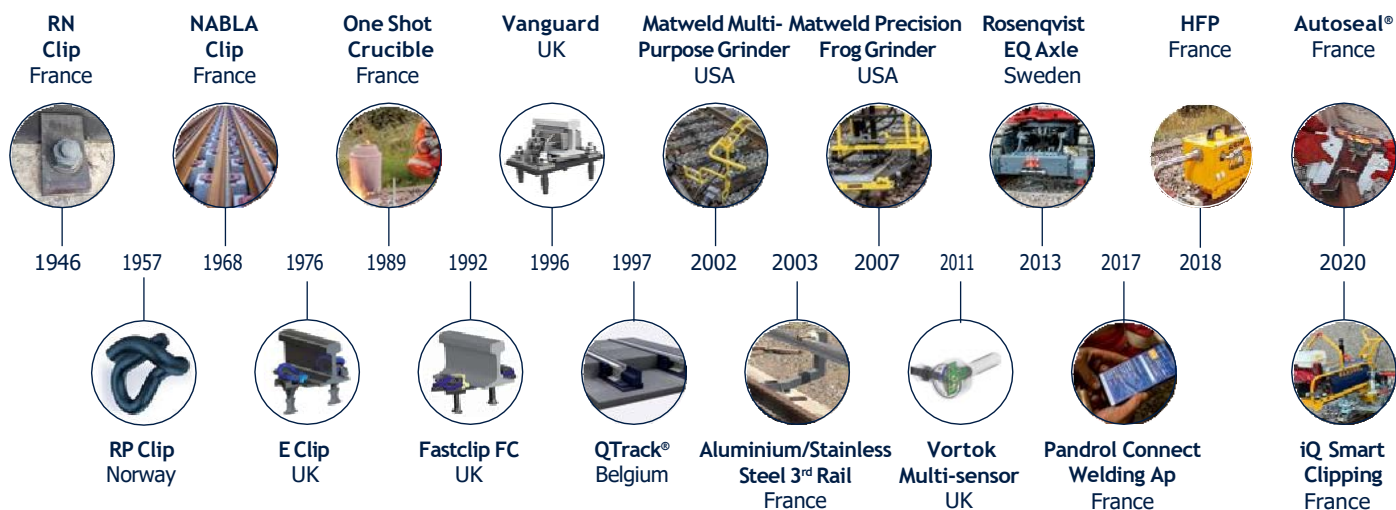 RN
Clip
France
NABLA
Clip
France
One Shot
Crucible
France
Vanguard
UK
Matweld Multi-
Purpose Grinder
USA
Matweld Precision
Frog Grinder
USA
Rosenqvist
EQ Axle
Sweden
HFP
France
Autoseal®
France
1946 1957 1968 1976 1989 1992 1996 1997 2002 2003 2007 2011 2013 2017 2018 2020
RP Clip
Norway
E Clip
UK
Fastclip FC
UK
QTrack®
Belgium
Aluminium/Stainless
Steel 3rd Rail
France
Vortok
Multi-sensor
UK
Pandrol Connect
Welding Ap
France
iQ Smart
Clipping
France